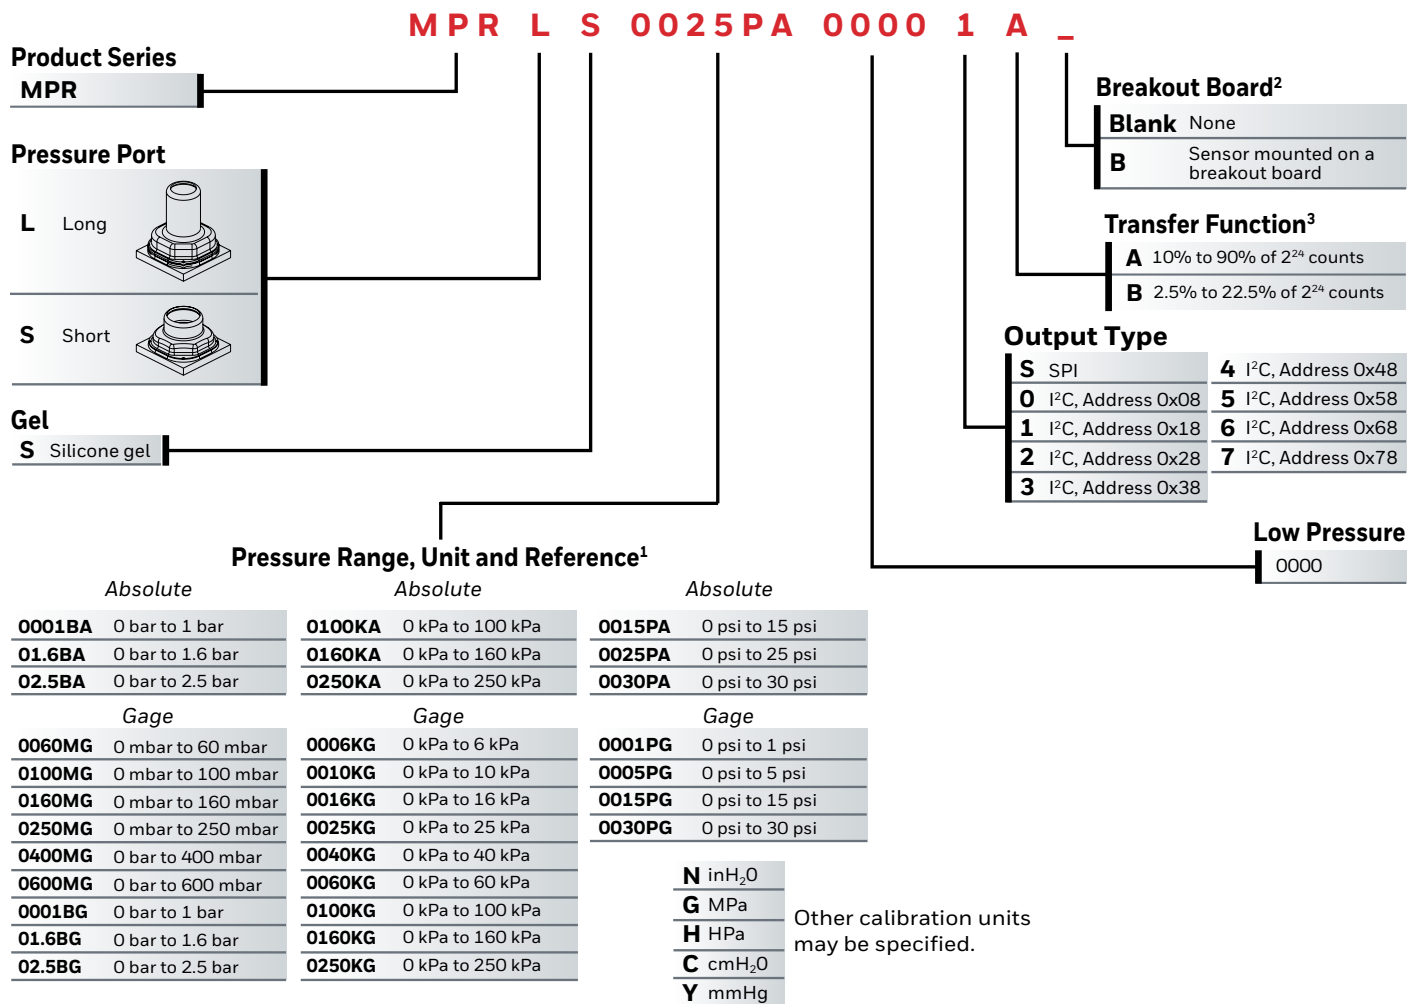 MPR L S 0025PA 0000 1 A _
Product Series
MPR
Pressure Port
L Long
S Short
Gel
S Silicone gel
Breakout Board²
Blank None
B Sensor mounted on a
breakout board
Transfer Function³
A 10% to 90% of 2²⁴ counts
B 2.5% to 22.5% of 2²⁴ counts
Output Type
S SPI
0 I²C, Address 0x08
1 I²C, Address 0x18
2 I²C, Address 0x28
3 I²C, Address 0x38
4 I²C, Address 0x48
5 I²C, Address 0x58
6 I²C, Address 0x68
7 I²C, Address 0x78
Low Pressure
0000
Pressure Range, Unit and Reference¹
Absolute
0001BA 0 bar to 1 bar
01.6BA 0 bar to 1.6 bar
02.5BA 0 bar to 2.5 bar
Gage
0060MG 0 mbar to 60 mbar
0100MG 0 mbar to 100 mbar
0160MG 0 mbar to 160 mbar
0250MG 0 mbar to 250 mbar
0400MG 0 bar to 400 mbar
0600MG 0 bar to 600 mbar
0001BG 0 bar to 1 bar
01.6BG 0 bar to 1.6 bar
02.5BG 0 bar to 2.5 bar
Absolute
0100KA 0 kPa to 100 kPa
0160KA 0 kPa to 160 kPa
0250KA 0 kPa to 250 kPa
Gage
0006KG 0 kPa to 6 kPa
0010KG 0 kPa to 10 kPa
0016KG 0 kPa to 16 kPa
0025KG 0 kPa to 25 kPa
0040KG 0 kPa to 40 kPa
0060KG 0 kPa to 60 kPa
0100KG 0 kPa to 100 kPa
0160KG 0 kPa to 160 kPa
0250KG 0 kPa to 250 kPa
Absolute
0015PA 0 psi to 15 psi
0025PA 0 psi to 25 psi
0030PA 0 psi to 30 psi
Gage
0001PG 0 psi to 1 psi
0005PG 0 psi to 5 psi
0015PG 0 psi to 15 psi
0030PG 0 psi to 30 psi
N inH₂0
G MPa
H HPa
C cmH₂0
Y mmHg
Other calibration units
may be specified.